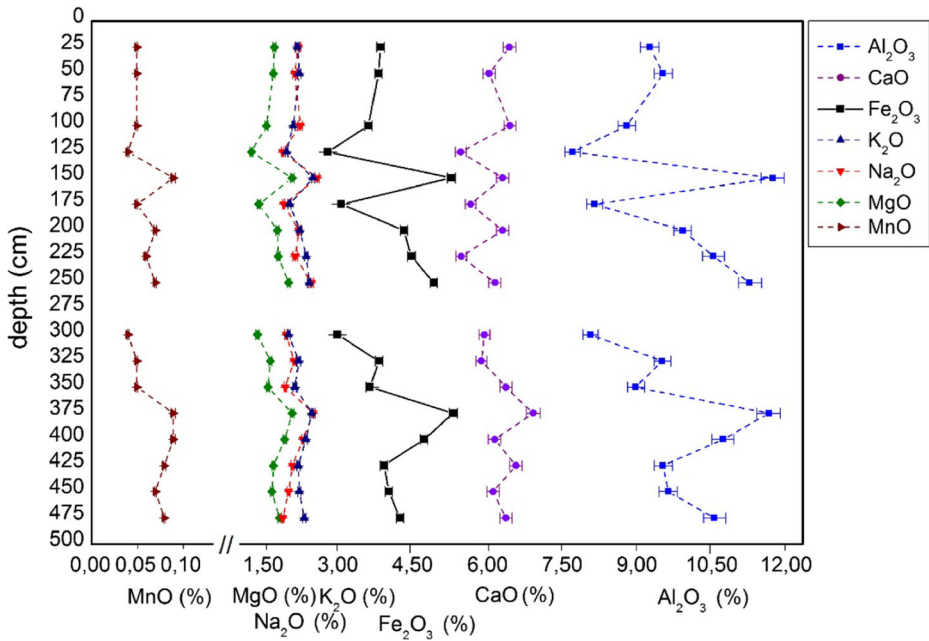 0
25
50
75
100
125
150
175
200
225
250
275
300
325
350
375
400
425
450
475
500
depth (cm)
0,00 0,05 0,10 // 1,50 3,00 4,50 6,00 7,50 9,00 10,50 12,00
MnO (%) MgO (%) K₂O (%) CaO (%) Al₂O₃ (%)
Na₂O (%) Fe₂O₃ (%)
Al₂O₃
CaO
Fe₂O₃
K₂O
Na₂O
MgO
MnO